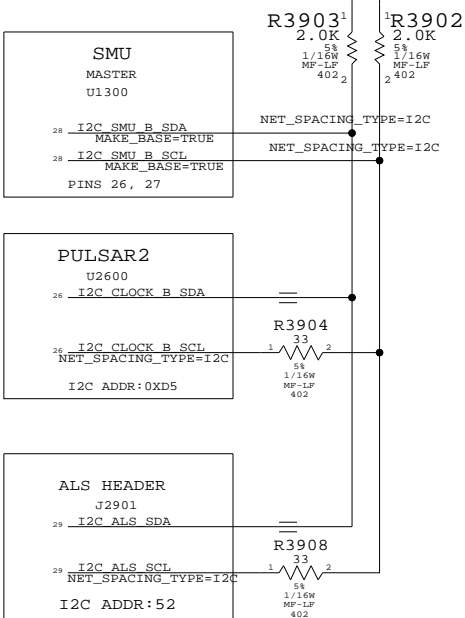 R3903 1
2.0K
5%
1/16W
MF-LF
402
2
1 R3902
2.0K
5%
1/16W
MF-LF
402
2
SMU
MASTER
U1300
28 I2C_SMU_B_SDA
MAKE_BASE=TRUE
NET_SPACING_TYPE=I2C
28 I2C_SMU_B_SCL
MAKE_BASE=TRUE
NET_SPACING_TYPE=I2C
PINS 26, 27
PULSAR2
U2600
26 I2C_CLOCK_B_SDA
26 I2C_CLOCK_B_SCL
NET_SPACING_TYPE=I2C
R3904
33
1 2
5%
1/16W
MF-LF
402
I2C ADDR:0XD5
ALS HEADER
J2901
29 I2C_ALS_SDA
29 I2C_ALS_SCL
NET_SPACING_TYPE=I2C
R3908
33
1 2
5%
1/16W
MF-LF
402
I2C ADDR:52